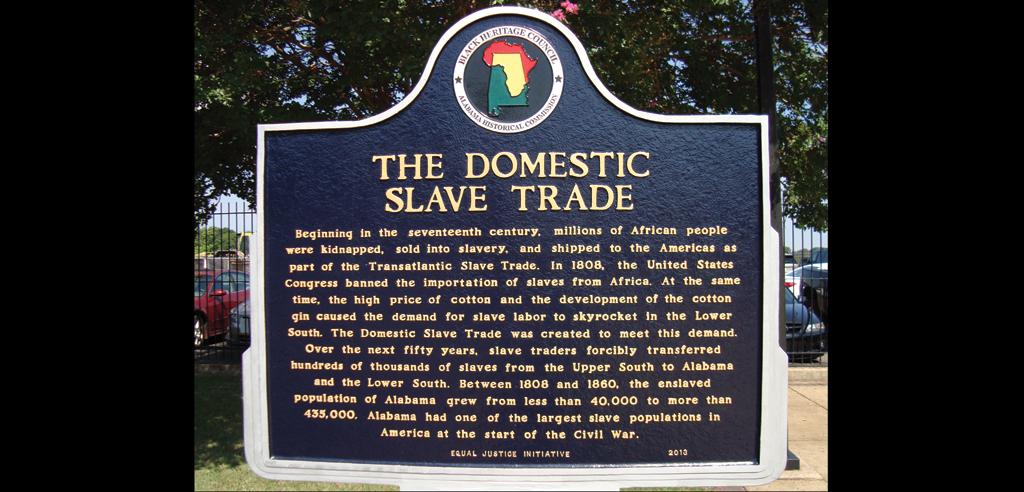 BLACK HERITAGE COUNCIL
ALABAMA HISTORICAL COMMISSION
THE DOMESTIC
SLAVE TRADE
Beginning in the seventeenth century, millions of African people
were kidnapped, sold into slavery, and shipped to the Americas as
part of the Transatlantic Slave Trade. In 1808, the United States
Congress banned the importation of slaves from Africa. At the same
time, the high price of cotton and the development of the cotton
gin caused the demand for slave labor to skyrocket in the Lower
South. The Domestic Slave Trade was created to meet this demand.
Over the next fifty years, slave traders forcibly transferred
hundreds of thousands of slaves from the Upper South to Alabama
and the Lower South. Between 1808 and 1860, the enslaved
population of Alabama grew from less than 40,000 to more than
435,000. Alabama had one of the largest slave populations in
America at the start of the Civil War.
EQUAL JUSTICE INITIATIVE 2013